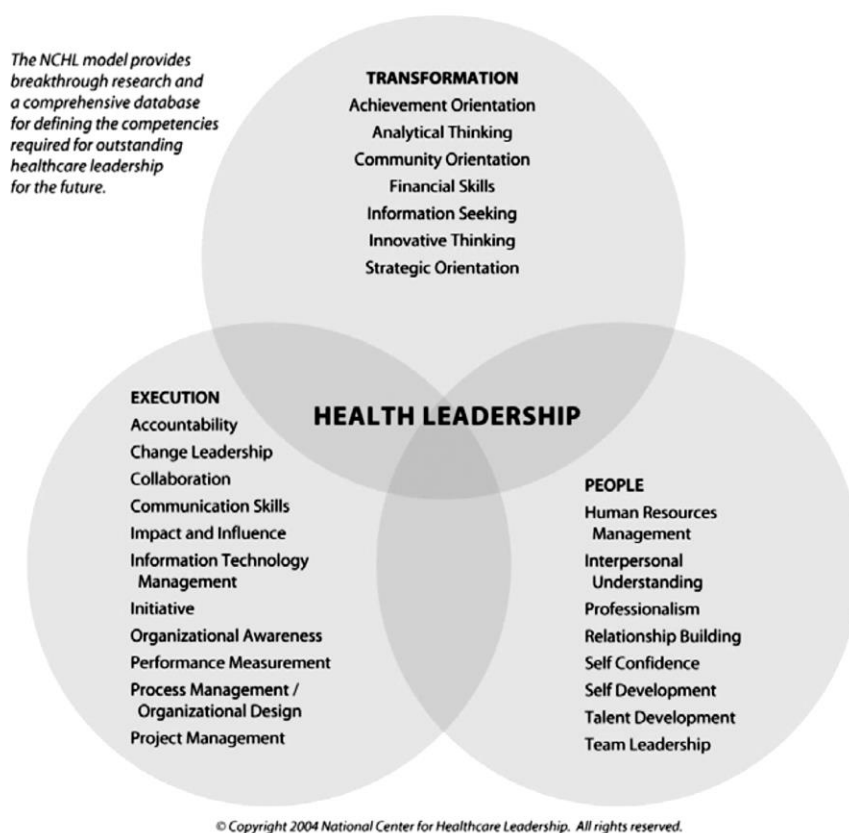 The NCHL model provides
breakthrough research and
a comprehensive database
for defining the competencies
required for outstanding
healthcare leadership
for the future.
TRANSFORMATION
Achievement Orientation
Analytical Thinking
Community Orientation
Financial Skills
Information Seeking
Innovative Thinking
Strategic Orientation
HEALTH LEADERSHIP
EXECUTION
Accountability
Change Leadership
Collaboration
Communication Skills
Impact and Influence
Information Technology
Management
Initiative
Organizational Awareness
Performance Measurement
Process Management /
Organizational Design
Project Management
PEOPLE
Human Resources
Management
Interpersonal
Understanding
Professionalism
Relationship Building
Self Confidence
Self Development
Talent Development
Team Leadership
© Copyright 2004 National Center for Healthcare Leadership. All rights reserved.